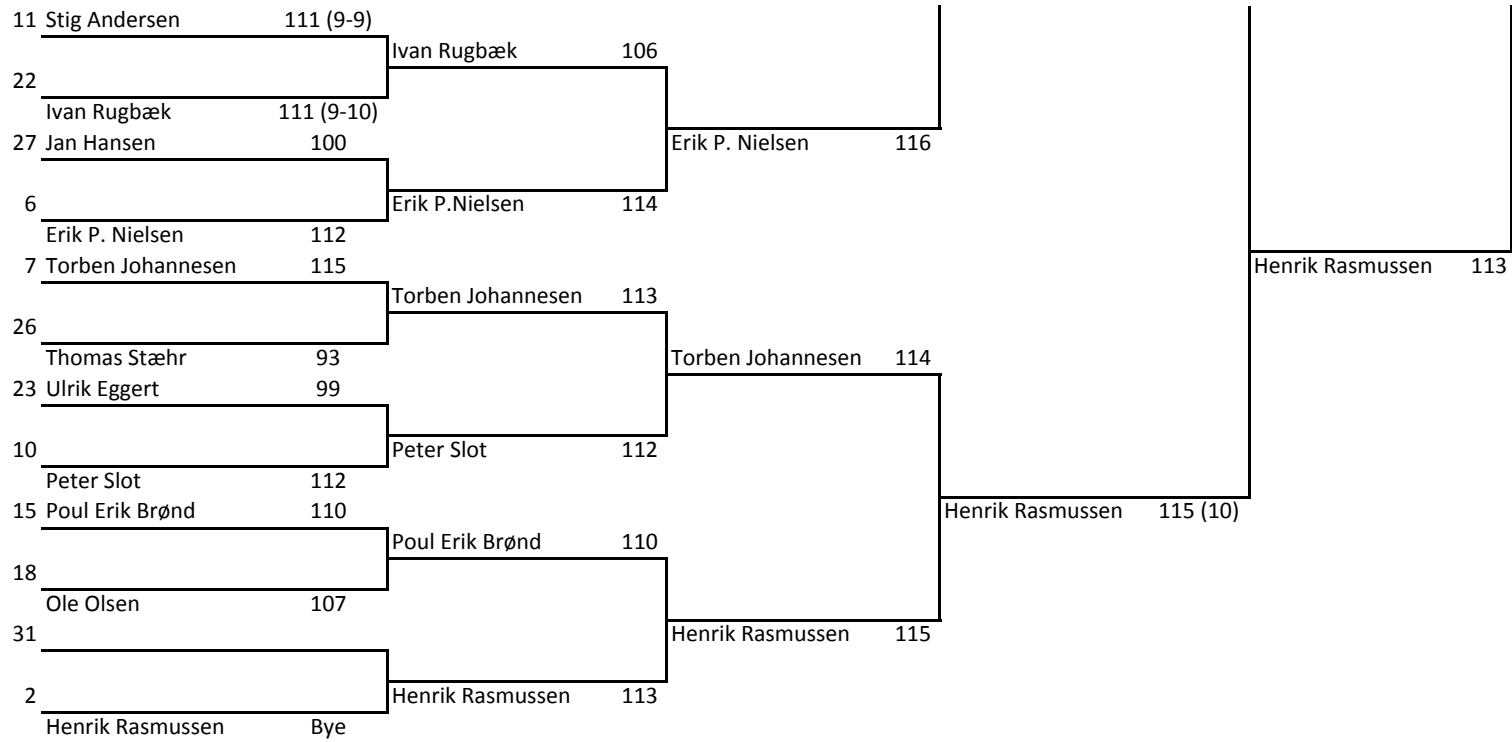 11 Stig Andersen 111 (9-9)
Ivan Rugbæk 106
22
Ivan Rugbæk 111 (9-10)
27 Jan Hansen 100
Erik P. Nielsen 116
6
Erik P.Nielsen 114
Erik P. Nielsen 112
7 Torben Johannesen 115
Henrik Rasmussen 113
Torben Johannesen 113
26
Thomas Stæhr 93
Torben Johannesen 114
23 Ulrik Eggert 99
10
Peter Slot 112
Peter Slot 112
15 Poul Erik Brønd 110
Henrik Rasmussen 115 (10)
Poul Erik Brønd 110
18
Ole Olsen 107
31
Henrik Rasmussen 115
2
Henrik Rasmussen 113
Henrik Rasmussen Bye